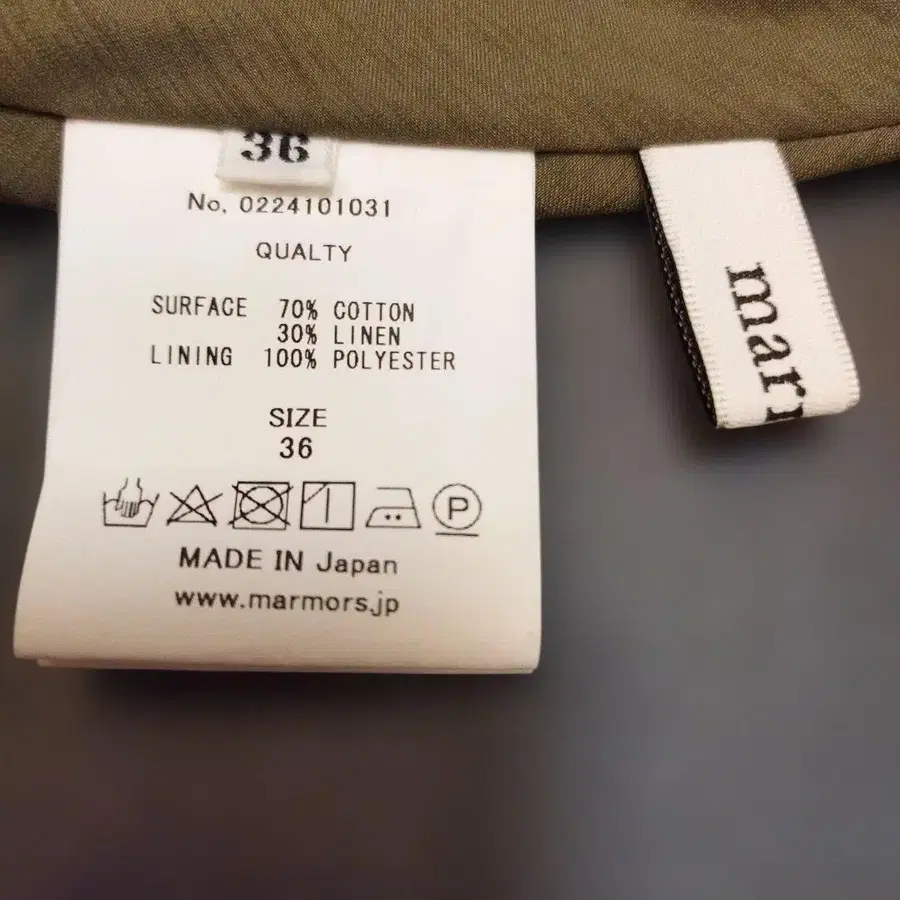 36
No. 0224101031
QUALTY
SURFACE 70% COTTON
30% LINEN
LINING 100% POLYESTER
SIZE
36
P
MADE IN Japan
www.marmors.jp